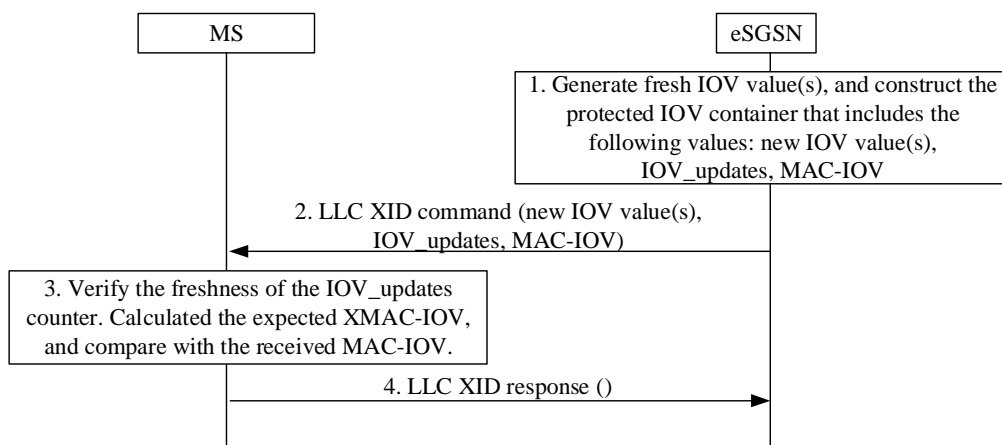 MS
eSGSN
1. Generate fresh IOV value(s), and construct the
protected IOV container that includes the
following values: new IOV value(s),
IOV_updates, MAC-IOV
2. LLC XID command (new IOV value(s),
IOV_updates, MAC-IOV)
3. Verify the freshness of the IOV_updates
counter. Calculated the expected XMAC-IOV,
and compare with the received MAC-IOV.
4. LLC XID response ()